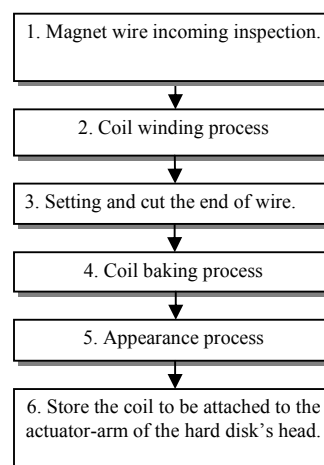 1. Magnet wire incoming inspection.
2. Coil winding process
3. Setting and cut the end of wire.
4. Coil baking process
5. Appearance process
6. Store the coil to be attached to the
actuator-arm of the hard disk's head.